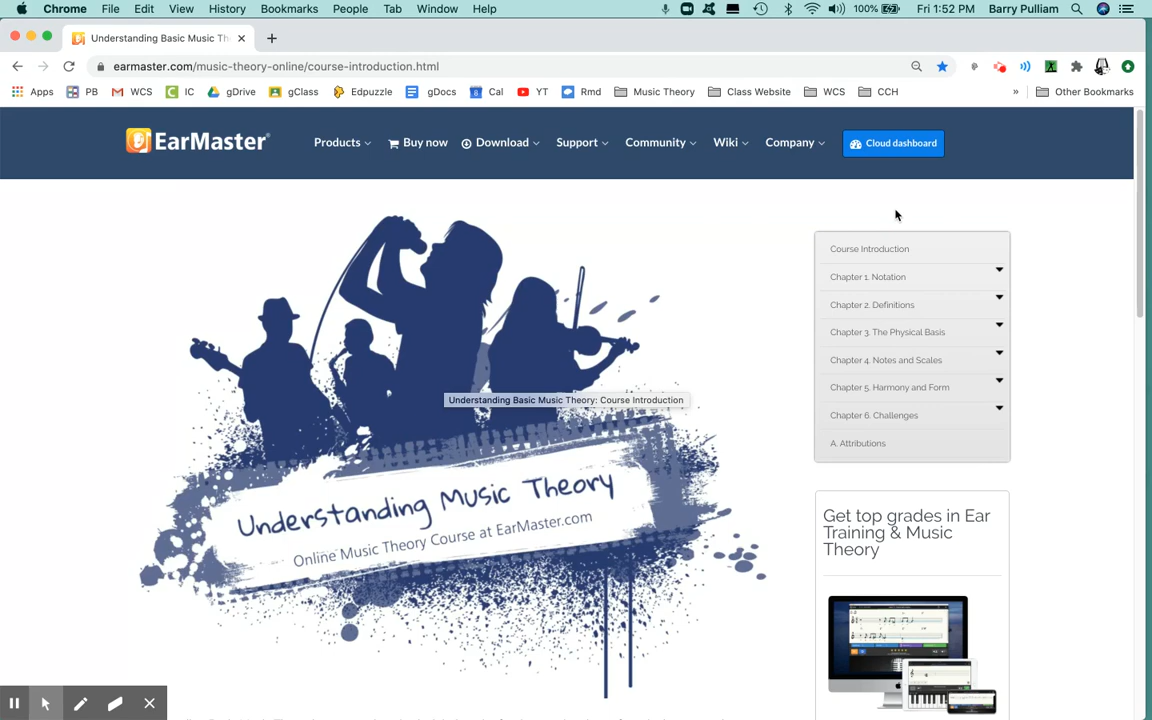 Chrome File Edit View History Bookmarks People Tab Window Help 100% Fri 1:52 PM Barry Pulliam
Understanding Basic Music Th
earmaster.com/music-theory-online/course-introduction.html
Apps PB WCS IC gDrive gClass Edpuzzle gDocs Cal YT Rmd Music Theory Class Website WCS CCH » Other Bookmarks
EarMaster Products Buy now Download Support Community Wiki Company Cloud dashboard
Course Introduction
Chapter 1. Notation
Chapter 2. Definitions
Chapter 3. The Physical Basis
Chapter 4. Notes and Scales
Chapter 5. Harmony and Form
Chapter 6. Challenges
A. Attributions
Understanding Basic Music Theory: Course Introduction
Understanding Music Theory
Online Music Theory Course at EarMaster.com
Get top grades in Ear
Training & Music
Theory